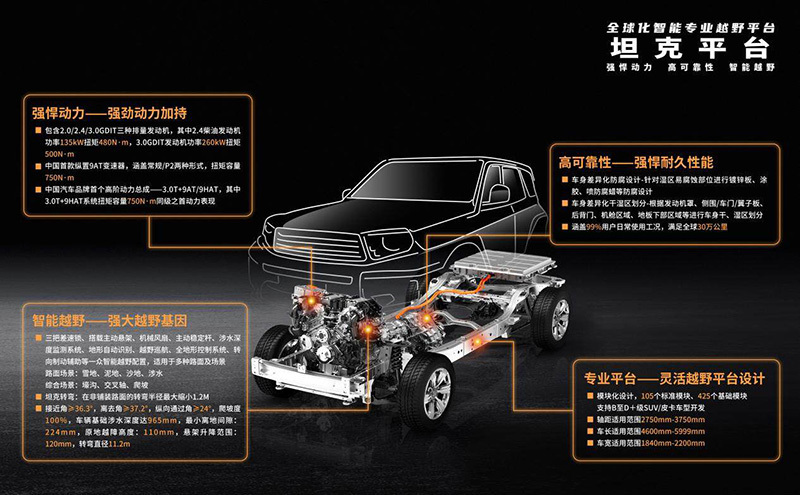 全球化智能专业越野平台
坦克平台
强悍动力 高可靠性 智能越野
强悍动力——强劲动力加持
包含2.0/2.4/3.0GDIT三种排量发动机，其中2.4柴油发动机
功率135kW扭矩480N·m，3.0GDIT发动机功率260kW扭矩
500N·m
中国首款纵置9AT变速器，涵盖常规/P2两种形式，扭矩容量
750N·m
中国汽车品牌首个高阶动力总成——3.0T+9AT/9HAT，其中
3.0T+9HAT系统扭矩容量750N·m同级之首动力表现
高可靠性——强悍耐久性能
车身差异化防腐设计-针对湿区易腐蚀部位进行镀锌板、涂
胶、喷防腐蜡等防腐设计
车身差异化干湿区划分-根据发动机罩、侧围/车门/翼子板、
后背门、机舱区域、地板下部区域等进行车身干、湿区划分
涵盖99%用户日常使用工况，满足全球30万公里
智能越野——强大越野基因
三把差速锁、搭载主动悬架、机械风扇、主动稳定杆、涉水深
度监测系统、地形自动识别、越野巡航、全地形控制系统、转
向制动辅助等一众智能越野配置，适用于多种路面及场景
路面场景：雪地、泥地、沙地、涉水
综合场景：壕沟、交叉轴、爬坡
坦克转弯：在非铺装路面的转弯半径最大缩小1.2M
接近角≥36.3°，离去角≥37.2°，纵向通过角≥24°，爬坡度
100%，车辆基础涉水深度达965mm，最小离地间隙：
224mm，原地越障高度：110mm，悬架升降范围：
120mm，转弯直径11.2m
专业平台——灵活越野平台设计
模块化设计，105个标准模块、425个基础模块
支持B至D+级SUV/皮卡车型开发
轴距适用范围2750mm-3750mm
车长适用范围4600mm-5999mm
车宽适用范围1840mm-2200mm